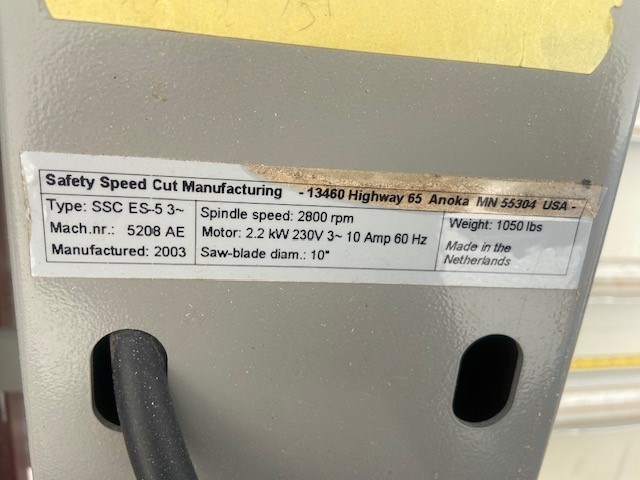 Safety Speed Cut Manufacturing - 13460 Highway 65 Anoka MN 55304 USA -
Type: SSC ES-5 3~
Mach.nr.: 5208 AE
Manufactured: 2003
Spindle speed: 2800 rpm
Motor: 2.2 kW 230V 3~ 10 Amp 60 Hz
Saw-blade diam.: 10"
Weight: 1050 lbs
Made in the
Netherlands